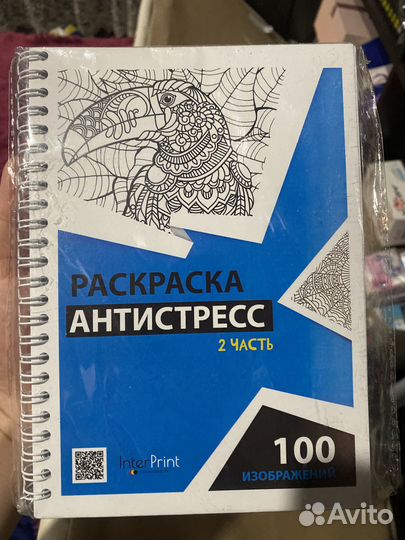 РАСКРАСКА
АНТИСТРЕСС
2 ЧАСТЬ
100
ИЗОБРАЖЕНИЙ
InterPrint
Avito